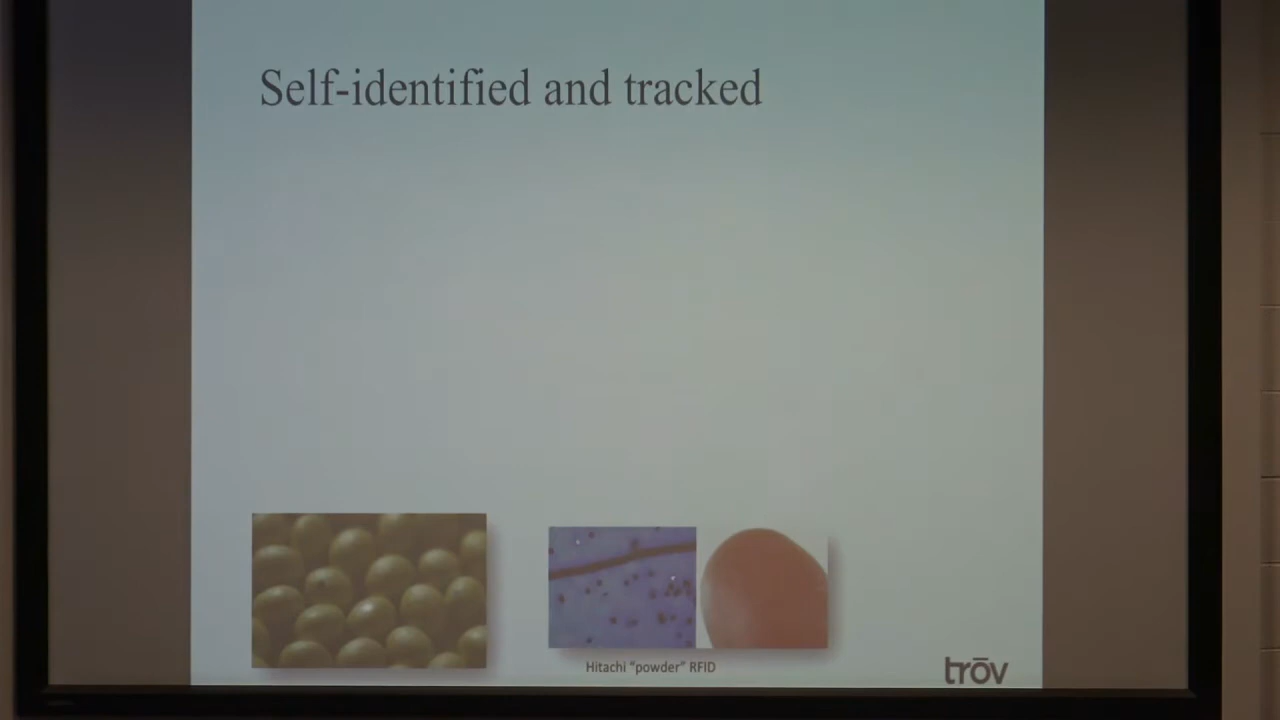 Self-identified and tracked
Hitachi "powder" RFID
trōv